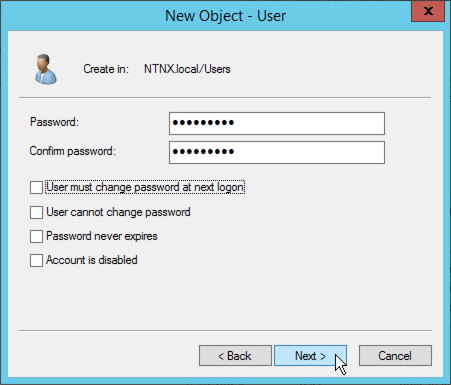 New Object - User
x
Create in: NTNX.local/Users
Password: •••••••••
Confirm password: •••••••••
User must change password at next logon
User cannot change password
Password never expires
Account is disabled
< Back Next > Cancel